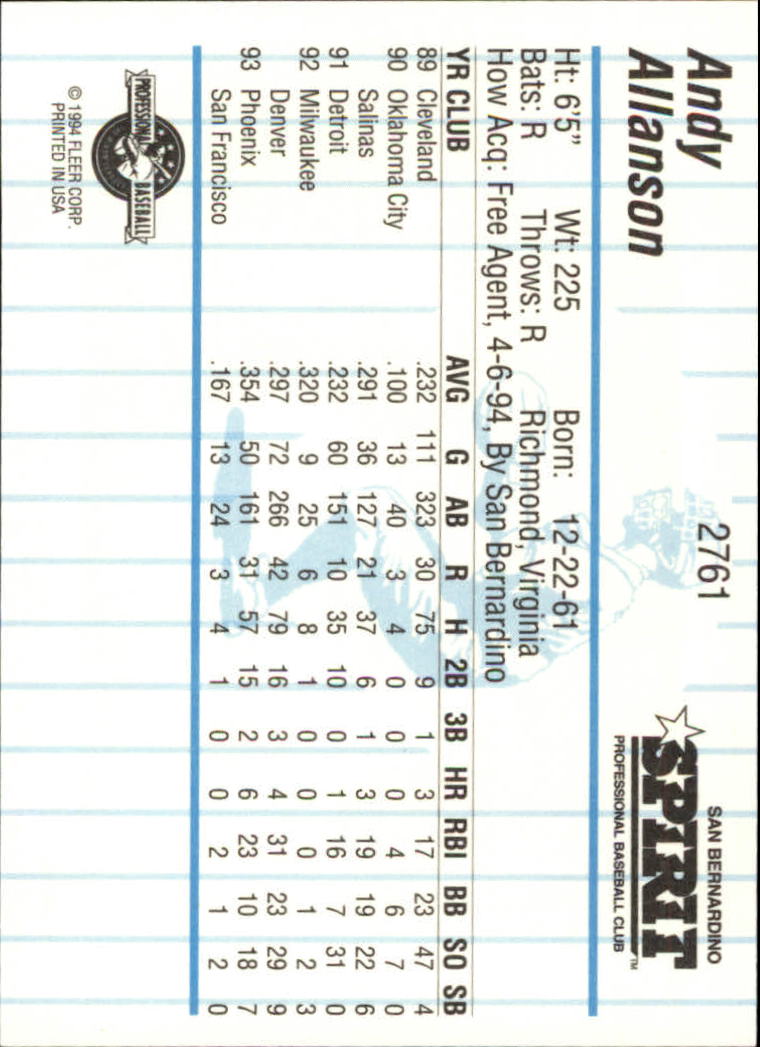 Andy
Allanson
2761
SAN BERNARDINO
SPIRIT™
PROFESSIONAL BASEBALL CLUB
Ht: 6'5" Wt: 225 Born: 12-22-61
Bats: R Throws: R Richmond, Virginia
How Acq: Free Agent, 4-6-94, By San Bernardino
YR CLUB AVG G AB R H 2B 3B HR RBI BB SO SB
89 Cleveland .232 111 323 30 75 9 1 3 17 23 47 4
90 Oklahoma City .100 13 40 3 4 0 0 0 4 6 7 0
Salinas .291 36 127 21 37 6 1 3 19 19 22 6
91 Detroit .232 60 151 10 35 10 0 1 16 7 31 0
92 Milwaukee .320 9 25 6 8 1 0 0 0 1 2 3
Denver .297 72 266 42 79 16 3 4 31 23 29 9
93 Phoenix .354 50 161 31 57 15 2 6 23 10 18 7
San Francisco .167 13 24 3 4 1 0 0 2 1 2 0
PROFESSIONAL BASEBALL
© 1994 FLEER CORP.
PRINTED IN USA